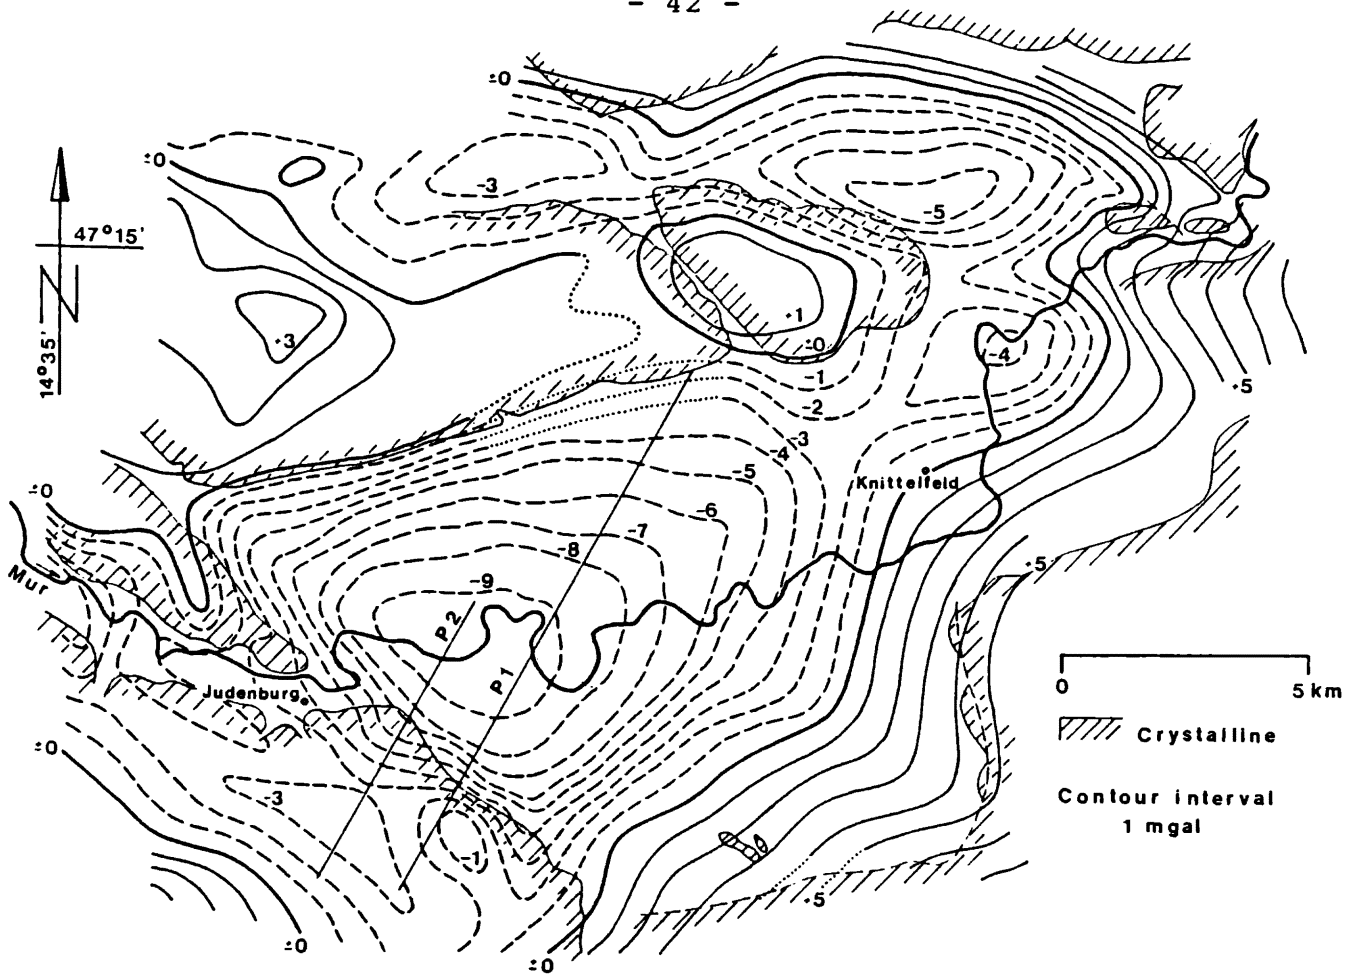 - 42 -
±0
±0
-3
-5
47°15'
N
14°35'
+3
+1
±0
-4
-1
-2
+5
-3
-4
-5
Knittelfeld
±0
-6
-7
-8
+5
Mur
-9
P2
P1
Judenburg
0 5 km
Crystalline
±0
-3
Contour interval
1 mgal
-1
+5
±0
±0